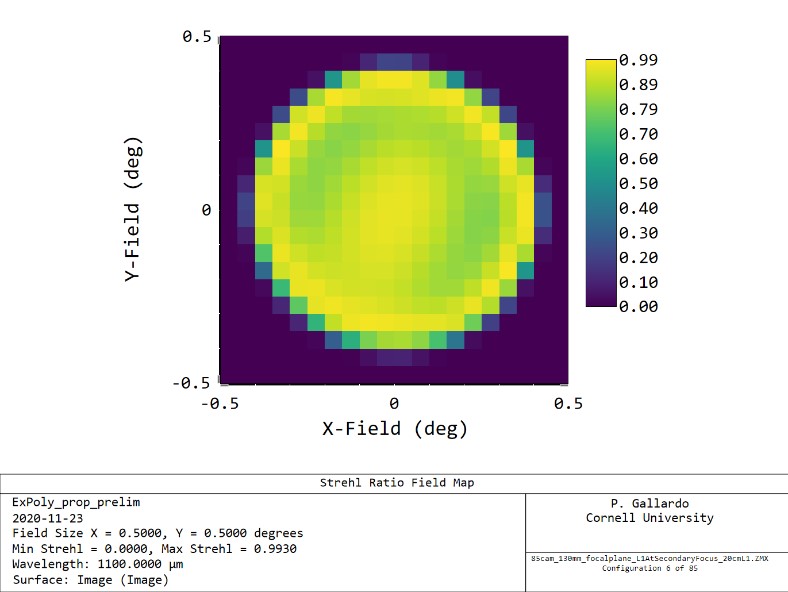 0.5
0
-0.5
Y-Field (deg)
-0.5
0
0.5
X-Field (deg)
0.99
0.89
0.79
0.70
0.60
0.50
0.40
0.30
0.20
0.10
0.00
Strehl Ratio Field Map
ExPoly_prop_prelim
2020-11-23
Field Size X = 0.5000, Y = 0.5000 degrees
Min Strehl = 0.0000, Max Strehl = 0.9930
Wavelength: 1100.0000 µm
Surface: Image (Image)
P. Gallardo
Cornell University
85cam_130mm_focalplane_L1AtSecondaryFocus_20cmL1.ZMX
Configuration 6 of 85